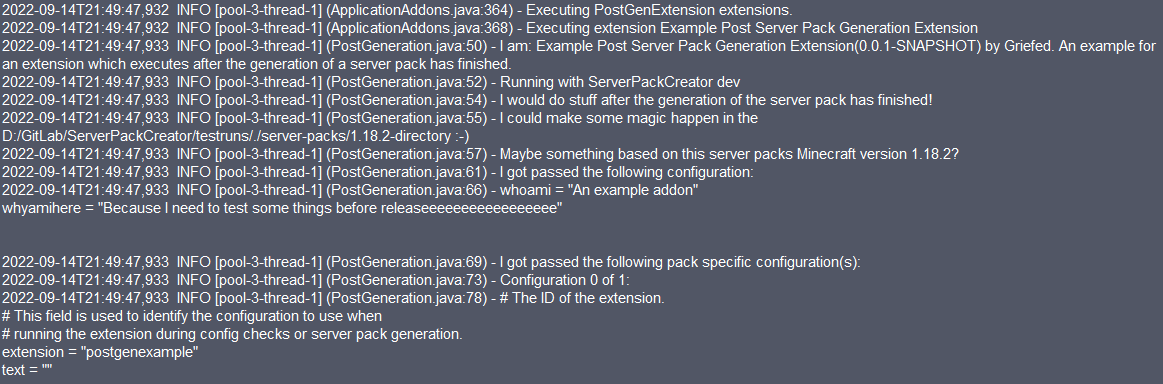 2022-09-14T21:49:47,932 INFO [pool-3-thread-1] (ApplicationAddons.java:364) - Executing PostGenExtension extensions.
2022-09-14T21:49:47,932 INFO [pool-3-thread-1] (ApplicationAddons.java:368) - Executing extension Example Post Server Pack Generation Extension
2022-09-14T21:49:47,933 INFO [pool-3-thread-1] (PostGeneration.java:50) - I am: Example Post Server Pack Generation Extension(0.0.1-SNAPSHOT) by Griefed. An example for
an extension which executes after the generation of a server pack has finished.
2022-09-14T21:49:47,933 INFO [pool-3-thread-1] (PostGeneration.java:52) - Running with ServerPackCreator dev
2022-09-14T21:49:47,933 INFO [pool-3-thread-1] (PostGeneration.java:54) - I would do stuff after the generation of the server pack has finished!
2022-09-14T21:49:47,933 INFO [pool-3-thread-1] (PostGeneration.java:55) - I could make some magic happen in the
D:/GitLab/ServerPackCreator/testruns/./server-packs/1.18.2-directory :-)
2022-09-14T21:49:47,933 INFO [pool-3-thread-1] (PostGeneration.java:57) - Maybe something based on this server packs Minecraft version 1.18.2?
2022-09-14T21:49:47,933 INFO [pool-3-thread-1] (PostGeneration.java:61) - I got passed the following configuration:
2022-09-14T21:49:47,933 INFO [pool-3-thread-1] (PostGeneration.java:66) - whoami = "An example addon"
whyamihere = "Because I need to test some things before releaseeeeeeeeeeeeeeeee"
2022-09-14T21:49:47,933 INFO [pool-3-thread-1] (PostGeneration.java:69) - I got passed the following pack specific configuration(s):
2022-09-14T21:49:47,933 INFO [pool-3-thread-1] (PostGeneration.java:73) - Configuration 0 of 1:
2022-09-14T21:49:47,933 INFO [pool-3-thread-1] (PostGeneration.java:78) - # The ID of the extension.
# This field is used to identify the configuration to use when
# running the extension during config checks or server pack generation.
extension = "postgenexample"
text = ""